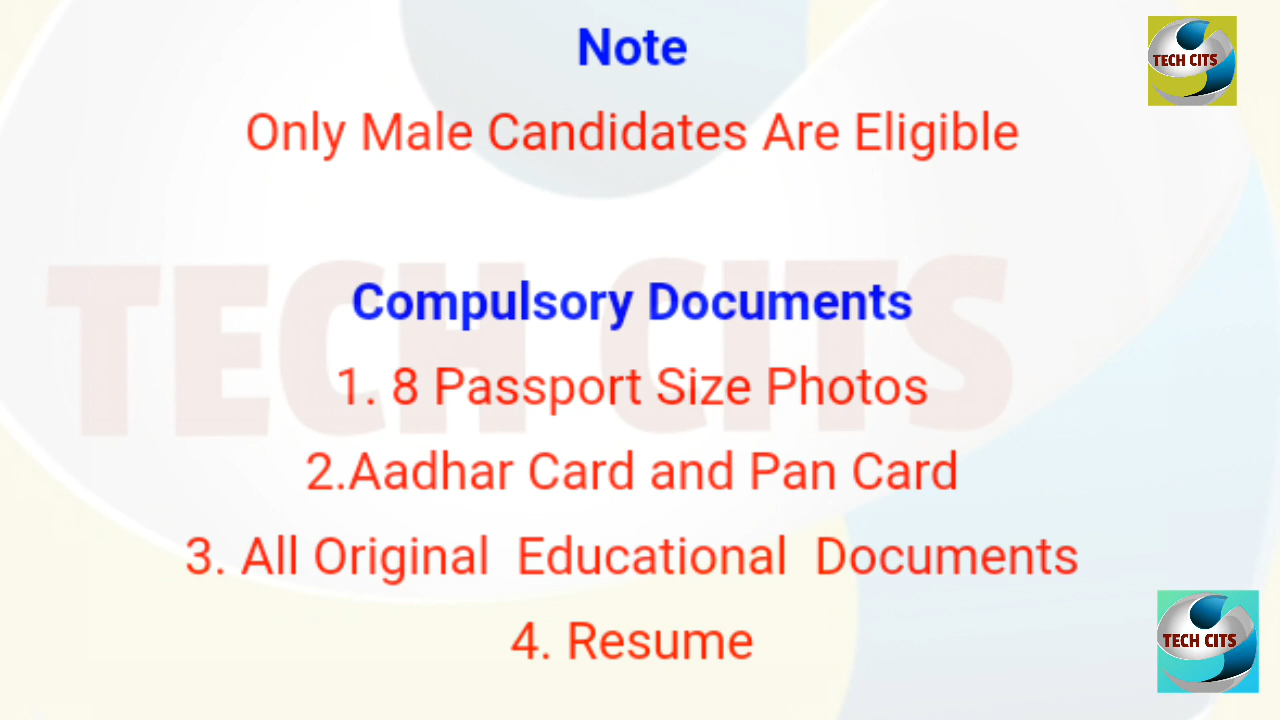 Note
TECH CITS
Only Male Candidates Are Eligible
TECH CITS
Compulsory Documents
1. 8 Passport Size Photos
2.Aadhar Card and Pan Card
3. All Original Educational Documents
4. Resume
TECH CITS